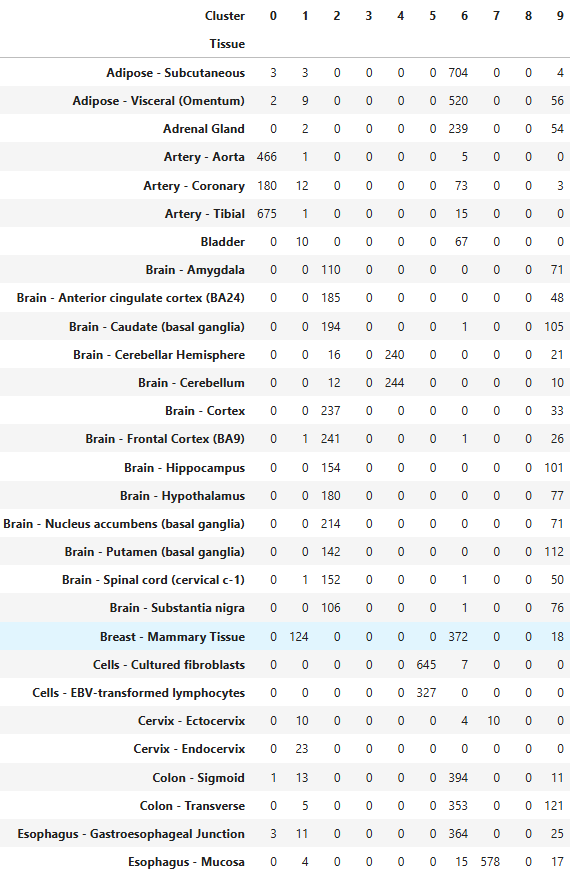 Cluster 0 1 2 3 4 5 6 7 8 9
Tissue
Adipose - Subcutaneous 3 3 0 0 0 0 704 0 0 4
Adipose - Visceral (Omentum) 2 9 0 0 0 0 520 0 0 56
Adrenal Gland 0 2 0 0 0 0 239 0 0 54
Artery - Aorta 466 1 0 0 0 0 5 0 0 0
Artery - Coronary 180 12 0 0 0 0 73 0 0 3
Artery - Tibial 675 1 0 0 0 0 15 0 0 0
Bladder 0 10 0 0 0 0 67 0 0 0
Brain - Amygdala 0 0 110 0 0 0 0 0 0 71
Brain - Anterior cingulate cortex (BA24) 0 0 185 0 0 0 0 0 0 48
Brain - Caudate (basal ganglia) 0 0 194 0 0 0 1 0 0 105
Brain - Cerebellar Hemisphere 0 0 16 0 240 0 0 0 0 21
Brain - Cerebellum 0 0 12 0 244 0 0 0 0 10
Brain - Cortex 0 0 237 0 0 0 0 0 0 33
Brain - Frontal Cortex (BA9) 0 1 241 0 0 0 1 0 0 26
Brain - Hippocampus 0 0 154 0 0 0 0 0 0 101
Brain - Hypothalamus 0 0 180 0 0 0 0 0 0 77
Brain - Nucleus accumbens (basal ganglia) 0 0 214 0 0 0 0 0 0 71
Brain - Putamen (basal ganglia) 0 0 142 0 0 0 0 0 0 112
Brain - Spinal cord (cervical c-1) 0 1 152 0 0 0 1 0 0 50
Brain - Substantia nigra 0 0 106 0 0 0 1 0 0 76
Breast - Mammary Tissue 0 124 0 0 0 0 372 0 0 18
Cells - Cultured fibroblasts 0 0 0 0 0 645 7 0 0 0
Cells - EBV-transformed lymphocytes 0 0 0 0 0 327 0 0 0 0
Cervix - Ectocervix 0 10 0 0 0 0 4 10 0 0
Cervix - Endocervix 0 23 0 0 0 0 0 0 0 0
Colon - Sigmoid 1 13 0 0 0 0 394 0 0 11
Colon - Transverse 0 5 0 0 0 0 353 0 0 121
Esophagus - Gastroesophageal Junction 3 11 0 0 0 0 364 0 0 25
Esophagus - Mucosa 0 4 0 0 0 0 15 578 0 17